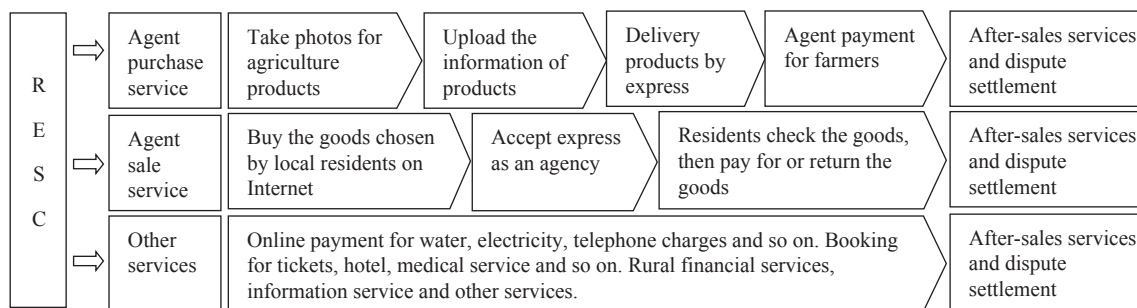 R
E
S
C
Agent
purchase
service
Take photos for
agriculture
products
Upload the
information of
products
Delivery
products by
express
Agent payment
for farmers
After-sales services
and dispute
settlement
Agent
sale
service
Buy the goods chosen
by local residents on
Internet
Accept express
as an agency
Residents check the goods,
then pay for or return the
goods
After-sales services
and dispute
settlement
Other
services
Online payment for water, electricity, telephone charges and so on. Booking
for tickets, hotel, medical service and so on. Rural financial services,
information service and other services.
After-sales services
and dispute
settlement